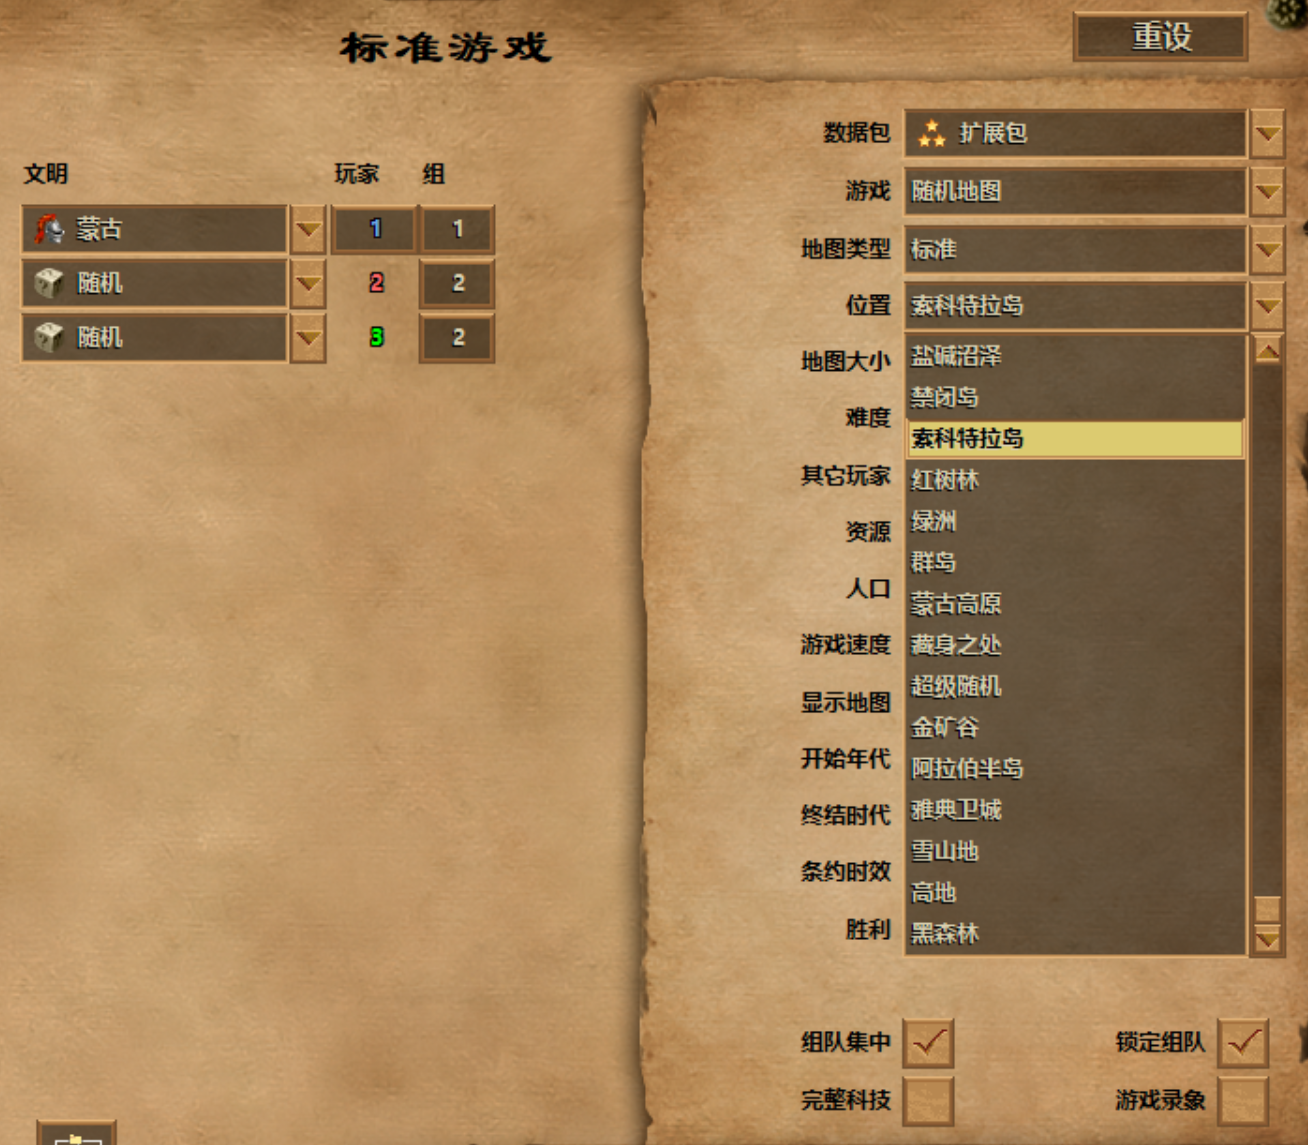 标准游戏
重设
文明 玩家 组
蒙古 1 1
随机 2 2
随机 3 2
数据包 扩展包
游戏 随机地图
地图类型 标准
位置 索科特拉岛
地图大小
难度
其它玩家
资源
人口
游戏速度
显示地图
开始年代
终结时代
条约时效
胜利
盐碱沼泽
禁闭岛
索科特拉岛
红树林
绿洲
群岛
蒙古高原
藏身之处
超级随机
金矿谷
阿拉伯半岛
雅典卫城
雪山地
高地
黑森林
组队集中 锁定组队
完整科技 游戏录象